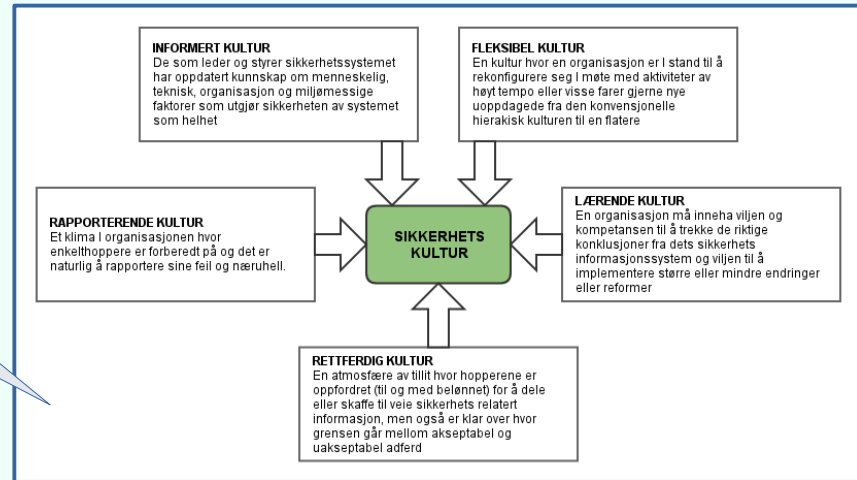 INFORMERT KULTUR
De som leder og styrer sikkerhetssystemet
har oppdatert kunnskap om menneskelig,
teknisk, organisasjon og miljømessige
faktorer som utgjør sikkerheten av systemet
som helhet
FLEKSIBEL KULTUR
En kultur hvor en organisasjon er I stand til å
rekonfigurere seg I møte med aktiviteter av
høyt tempo eller visse farer gjerne nye
uoppdagede fra den konvensjonelle
hierakisk kulturen til en flatere
RAPPORTERENDE KULTUR
Et klima I organisasjonen hvor
enkelthoppere er forberedt på og det er
naturlig å rapportere sine feil og næruhell.
SIKKERHETS
KULTUR
LÆRENDE KULTUR
En organisasjon må inneha viljen og
kompetansen til å trekke de riktige
konklusjoner fra dets sikkerhets
informasjonssystem og viljen til å
implementere større eller mindre endringer
eller reformer
RETTFERDIG KULTUR
En atmosfære av tillit hvor hopperene er
oppfordret (til og med belønnet) for å dele
eller skaffe til veie sikkerhets relatert
informasjon, men også er klar over hvor
grensen går mellom akseptabel og
uakseptabel adferd